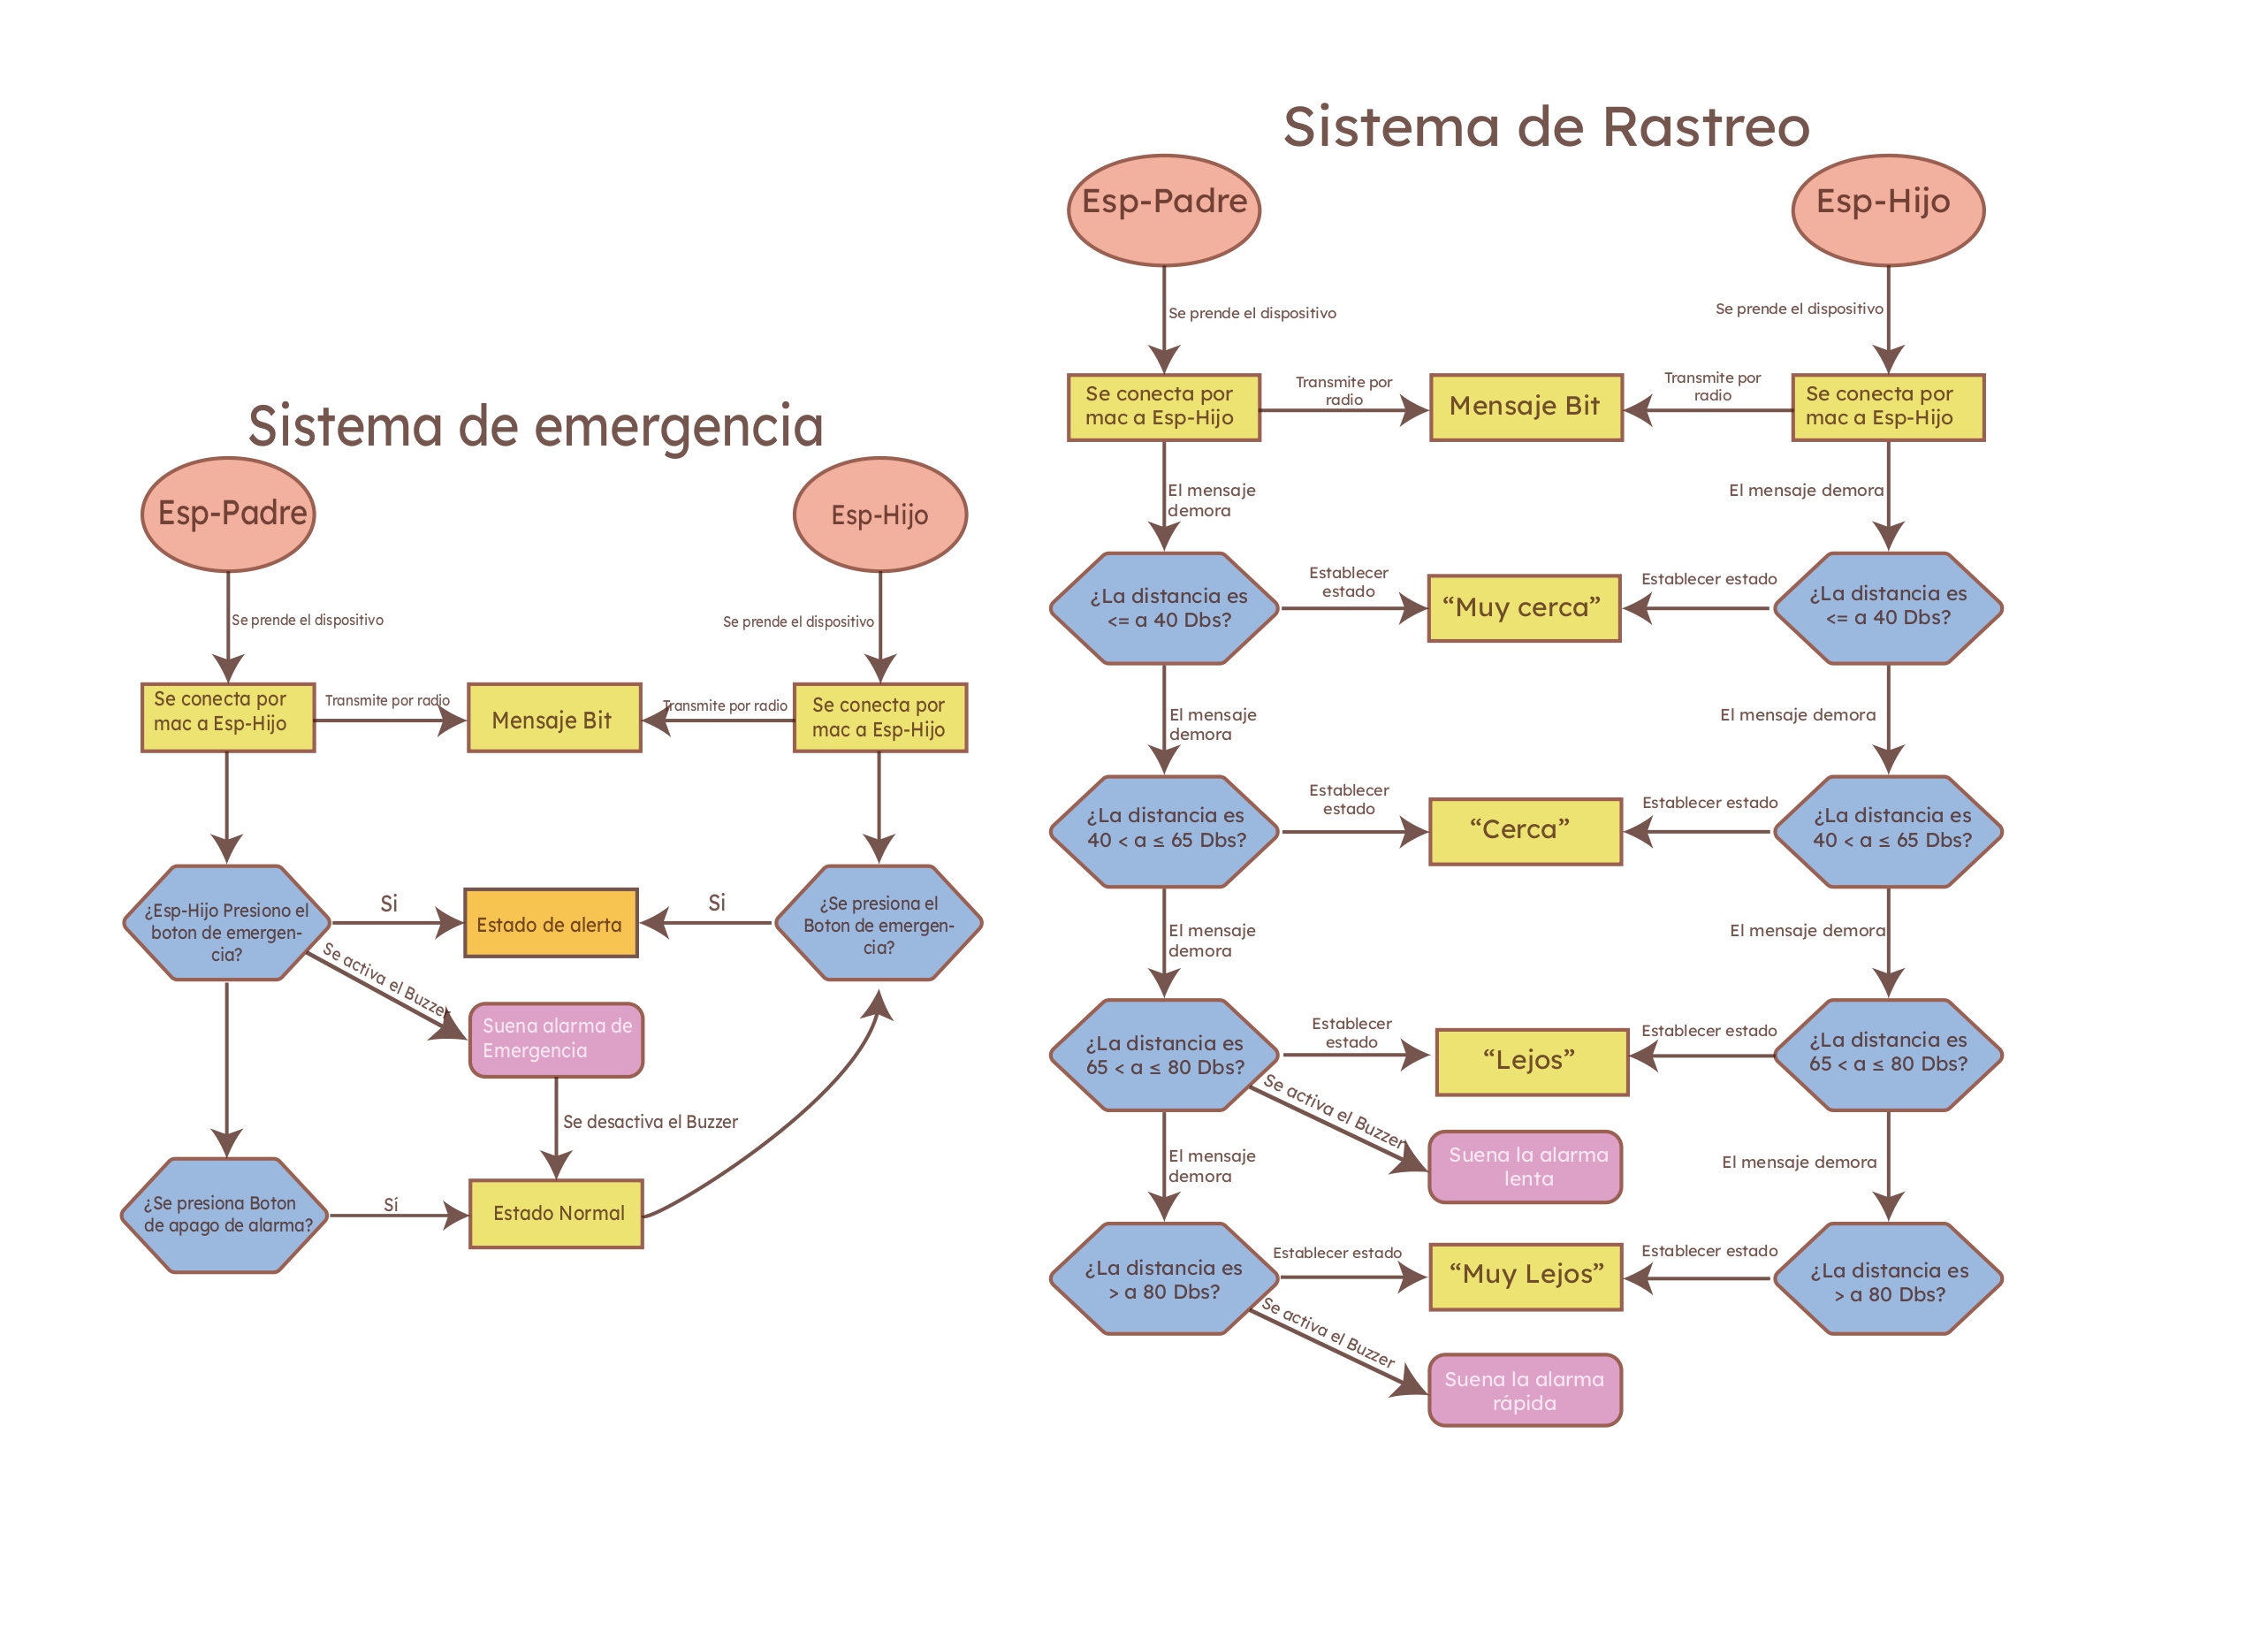 Sistema de emergencia
Esp-Padre
Esp-Hijo
Se prende el dispositivo
Se prende el dispositivo
Se conecta por
mac a Esp-Hijo
Transmite por radio
Mensaje Bit
Transmite por radio
Se conecta por
mac a Esp-Hijo
¿Esp-Hijo Presiono el
boton de emergen-
cia?
Si
Estado de alerta
Si
¿Se presiona el
Boton de emergen-
cia?
Se activa el Buzzer
Suena alarma de
Emergencia
Se desactiva el Buzzer
¿Se presiona Boton
de apago de alarma?
Sí
Estado Normal
Sistema de Rastreo
Esp-Padre
Esp-Hijo
Se prende el dispositivo
Se prende el dispositivo
Se conecta por
mac a Esp-Hijo
Transmite por
radio
Mensaje Bit
Transmite por
radio
Se conecta por
mac a Esp-Hijo
El mensaje
demora
El mensaje demora
¿La distancia es
<= a 40 Dbs?
Establecer
estado
“Muy cerca”
Establecer estado
¿La distancia es
<= a 40 Dbs?
El mensaje
demora
El mensaje demora
¿La distancia es
40 < a ≤ 65 Dbs?
Establecer
estado
“Cerca”
Establecer estado
¿La distancia es
40 < a ≤ 65 Dbs?
El mensaje
demora
El mensaje demora
¿La distancia es
65 < a ≤ 80 Dbs?
Establecer
estado
“Lejos”
Establecer estado
¿La distancia es
65 < a ≤ 80 Dbs?
Se activa el Buzzer
Suena la alarma
lenta
El mensaje
demora
El mensaje demora
¿La distancia es
> a 80 Dbs?
Establecer estado
“Muy Lejos”
Establecer estado
¿La distancia es
> a 80 Dbs?
Se activa el Buzzer
Suena la alarma
rápida